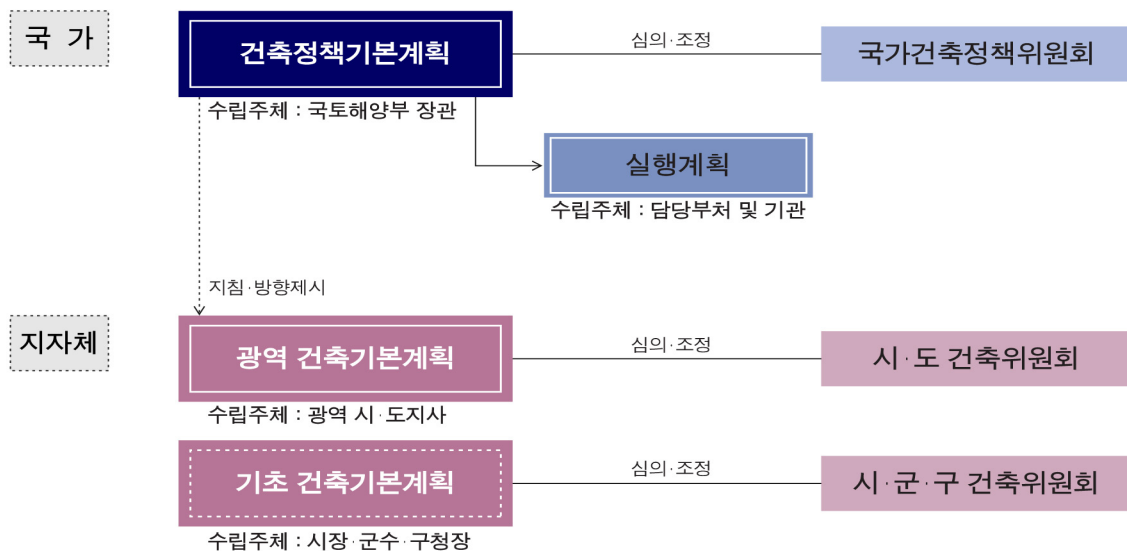 국 가
건축정책기본계획
심의·조정
국가건축정책위원회
수립주체 : 국토해양부 장관
실행계획
수립주체 : 담당부처 및 기관
지침·방향제시
지자체
광역 건축기본계획
심의·조정
시·도 건축위원회
수립주체 : 광역 시·도지사
기초 건축기본계획
심의·조정
시·군·구 건축위원회
수립주체 : 시장·군수·구청장